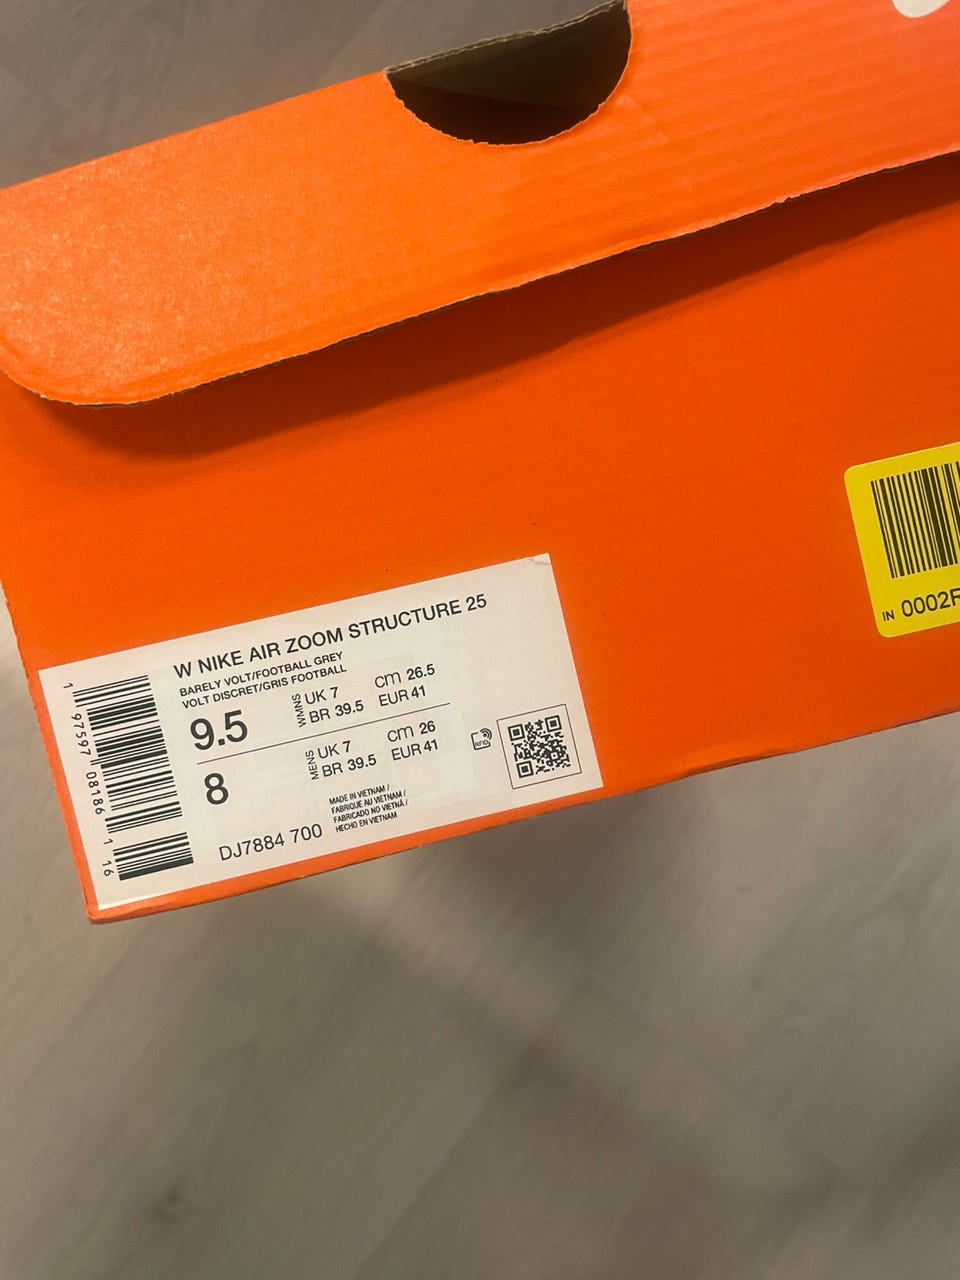 W NIKE AIR ZOOM STRUCTURE 25
BARELY VOLT/FOOTBALL GREY
VOLT DISCRET/GRIS FOOTBALL
9.5
WMNS
UK 7
BR 39.5
cm 26.5
EUR 41
8
MENS
UK 7
BR 39.5
cm 26
EUR 41
MADE IN VIETNAM /
FABRIQUE AU VIETNAM /
FABRICADO NO VIETNÃ /
HECHO EN VIETNAM
DJ7884 700
RFID
1 97597 08186 1 16
IN 0002R